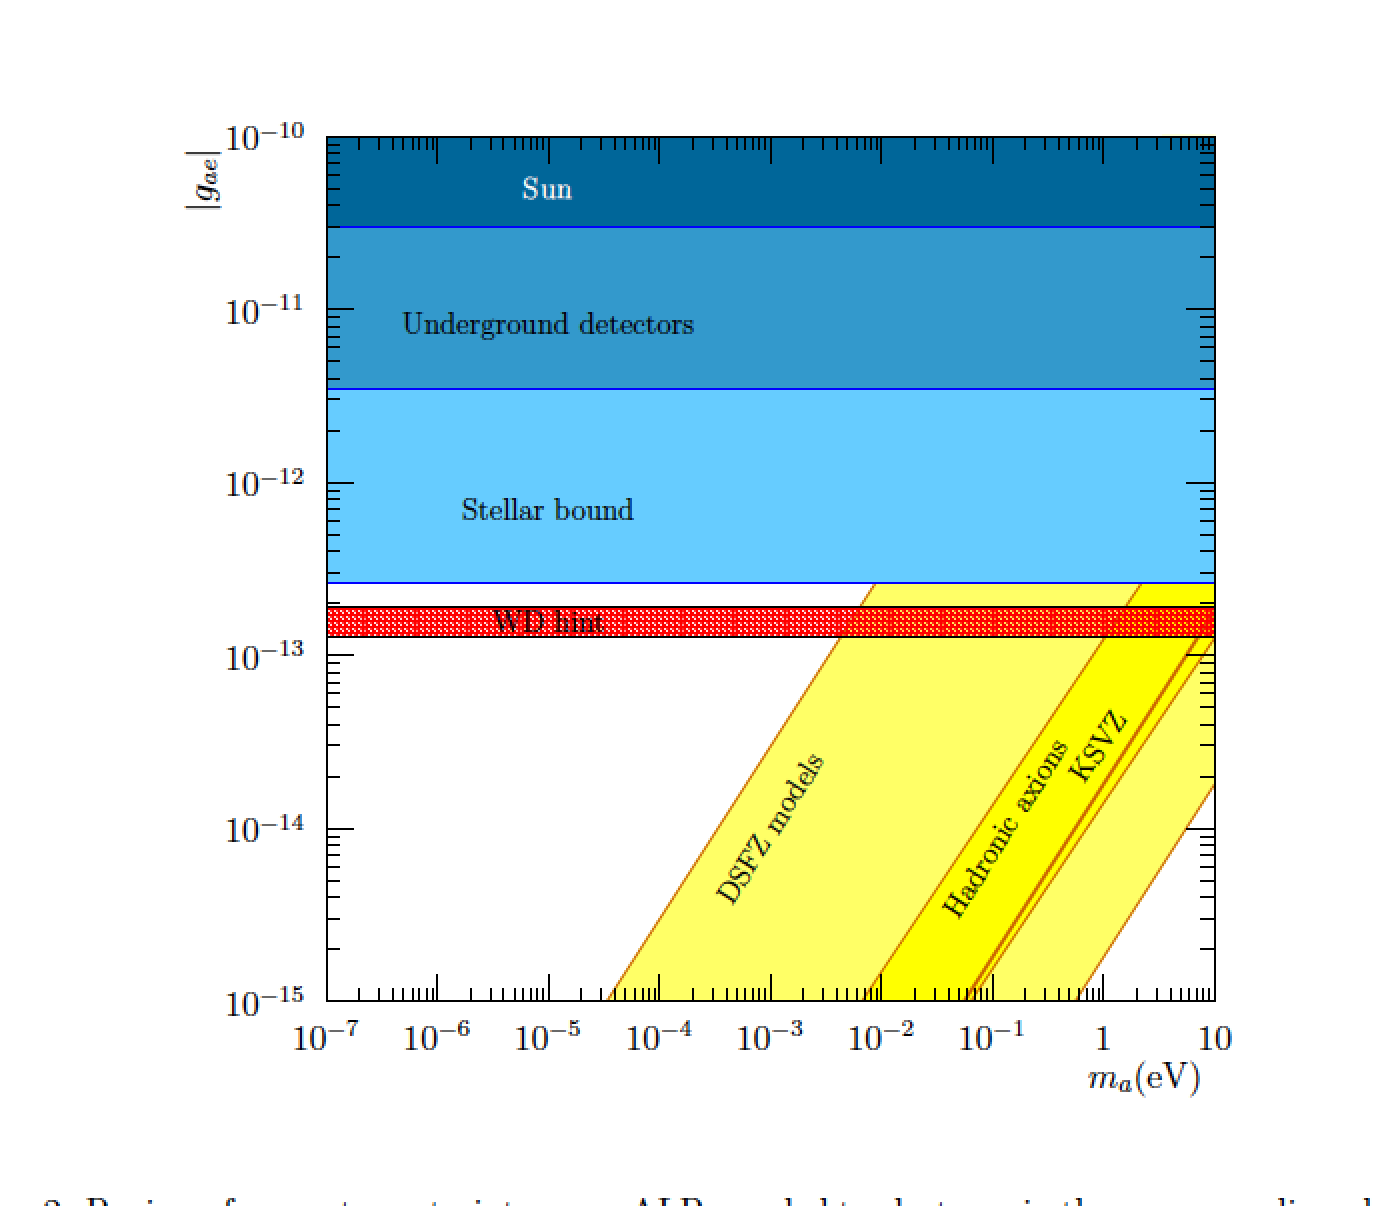 10⁻¹⁰
|gₐₑ|
Sun
10⁻¹¹
Underground detectors
10⁻¹²
Stellar bound
WD hint
10⁻¹³
DSFZ models
Hadronic axions
KSVZ
10⁻¹⁴
10⁻¹⁵
10⁻⁷ 10⁻⁶ 10⁻⁵ 10⁻⁴ 10⁻³ 10⁻² 10⁻¹ 1 10
mₐ(eV)